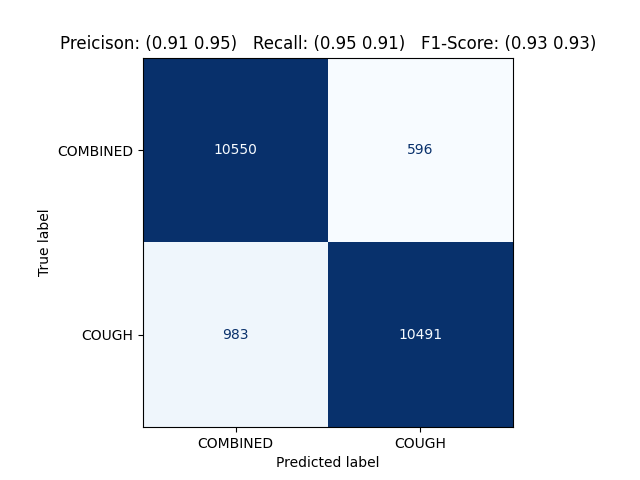 Preicison: (0.91 0.95)   Recall: (0.95 0.91)   F1-Score: (0.93 0.93)
COMBINED
10550
596
True label
COUGH
983
10491
COMBINED
COUGH
Predicted label